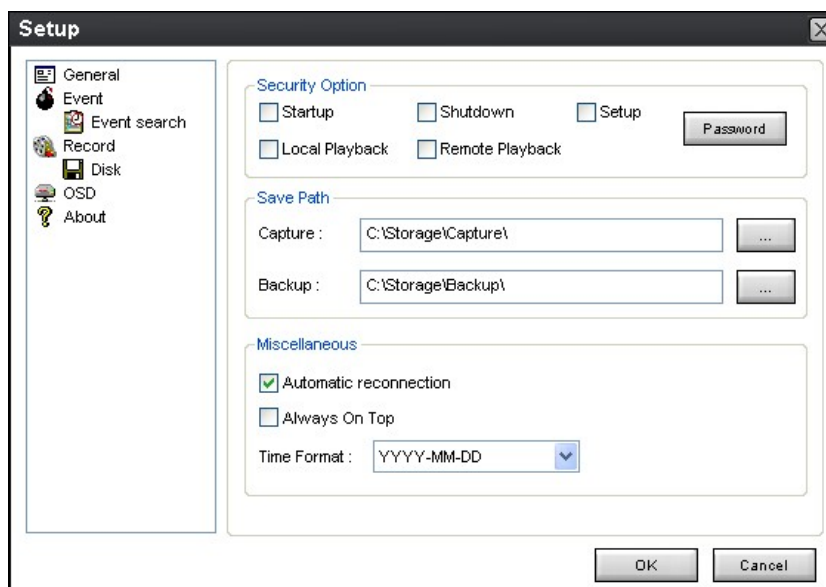 Setup
General
Event
Event search
Record
Disk
OSD
About
Security Option
Startup Shutdown Setup
Password
Local Playback Remote Playback
Save Path
Capture : C:\Storage\Capture\ ...
Backup : C:\Storage\Backup\ ...
Miscellaneous
Automatic reconnection
Always On Top
Time Format : YYYY-MM-DD
OK Cancel